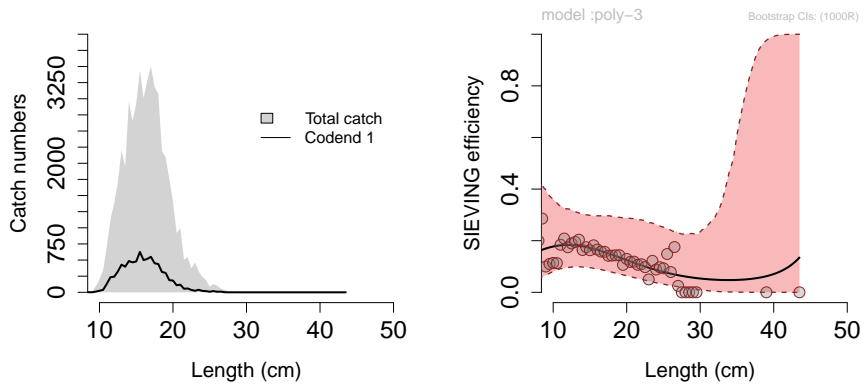 model :poly−3
Bootstrap CIs: (1000R)
Catch numbers
0
750
2000
3250
Total catch
Codend 1
10
20
30
40
50
Length (cm)
SIEVING efficiency
0.0
0.4
0.8
10
20
30
40
50
Length (cm)